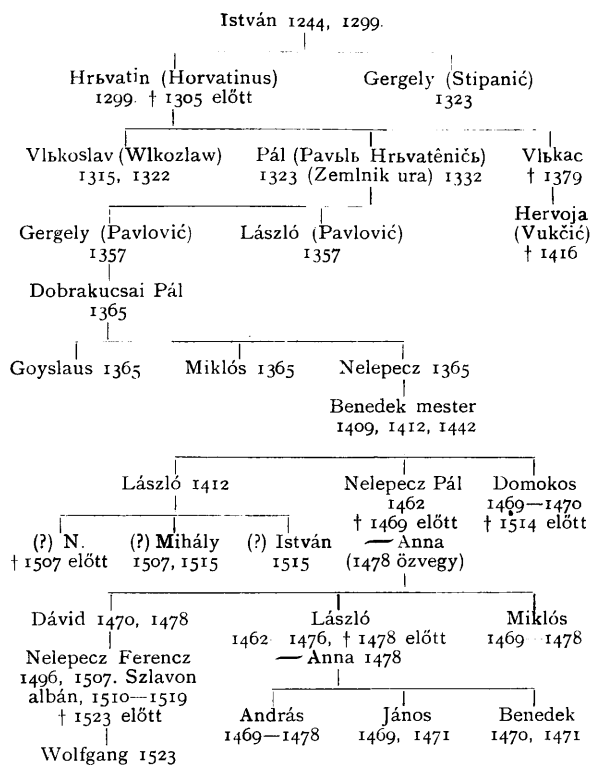 István 1244, 1299.
Hrьvatin (Horvatinus) Gergely (Stipanić)
1299. † 1305 előtt 1323
Vlьkoslav (Wlkozlaw) Pál (Pavьlь Hrьvatêničь) Vlьkac
1315, 1322 1323 (Zemlnik ura) 1332 † 1379
Hervoja
Gergely (Pavlović) László (Pavlović) (Vukčić)
1357 1357 † 1416
Dobrakucsai Pál
1365
Goyslaus 1365 Miklós 1365 Nelepecz 1365
Benedek mester
1409, 1412, 1442
László 1412 Nelepecz Pál Domokos
1462 1469—1470
† 1469 előtt † 1514 előtt
(?) N. (?) Mihály (?) István — Anna
† 1507 előtt 1507, 1515 1515 (1478 özvegy)
Dávid 1470, 1478 László Miklós
1462 1476, † 1478 előtt 1469 1478
Nelepecz Ferencz — Anna 1478
1496, 1507. Szlavon
albán, 1510—1519
† 1523 előtt András János Benedek
1469—1478 1469, 1471 1470, 1471
Wolfgang 1523